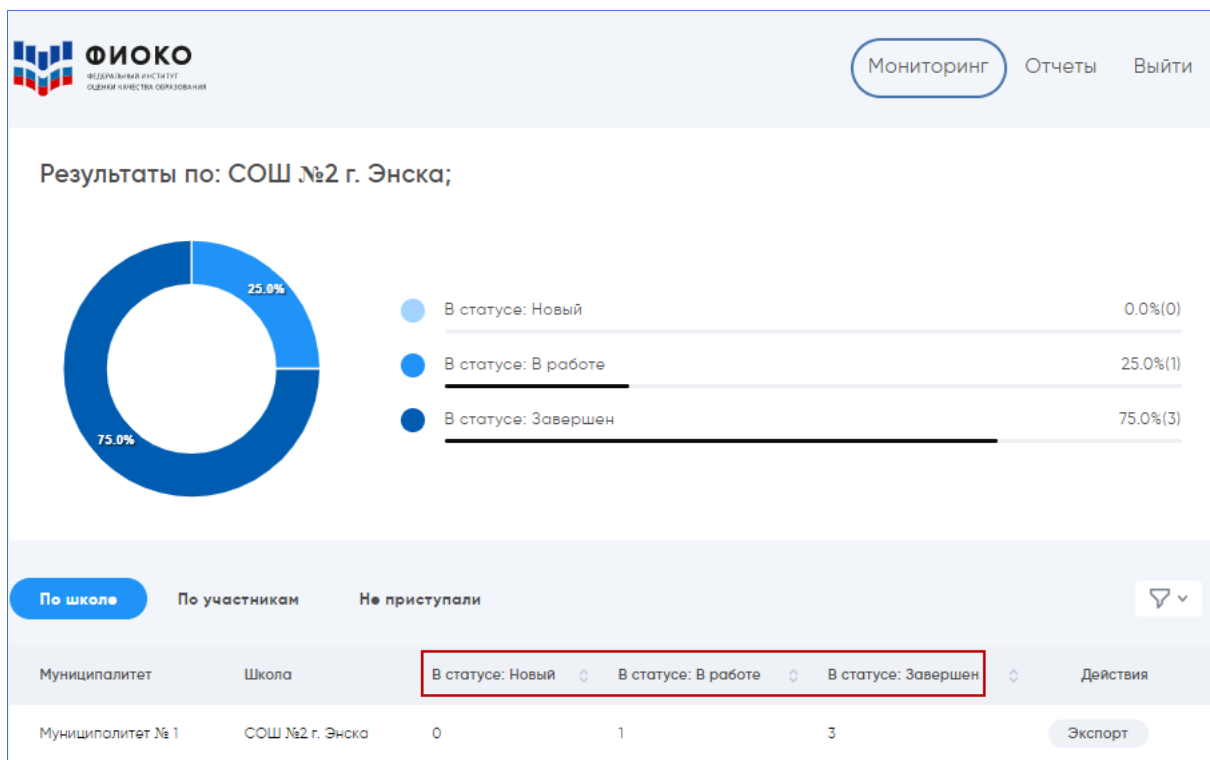 ФИОКО
ФЕДЕРАЛЬНЫЙ ИНСТИТУТ
ОЦЕНКИ КАЧЕСТВА ОБРАЗОВАНИЯ
Мониторинг Отчеты Выйти
Результаты по: СОШ №2 г. Энска;
25.0%
75.0%
В статусе: Новый 0.0%(0)
В статусе: В работе 25.0%(1)
В статусе: Завершен 75.0%(3)
По школе По участникам Не приступали
Муниципалитет Школа В статусе: Новый В статусе: В работе В статусе: Завершен Действия
Муниципалитет № 1 СОШ №2 г. Энска 0 1 3 Экспорт